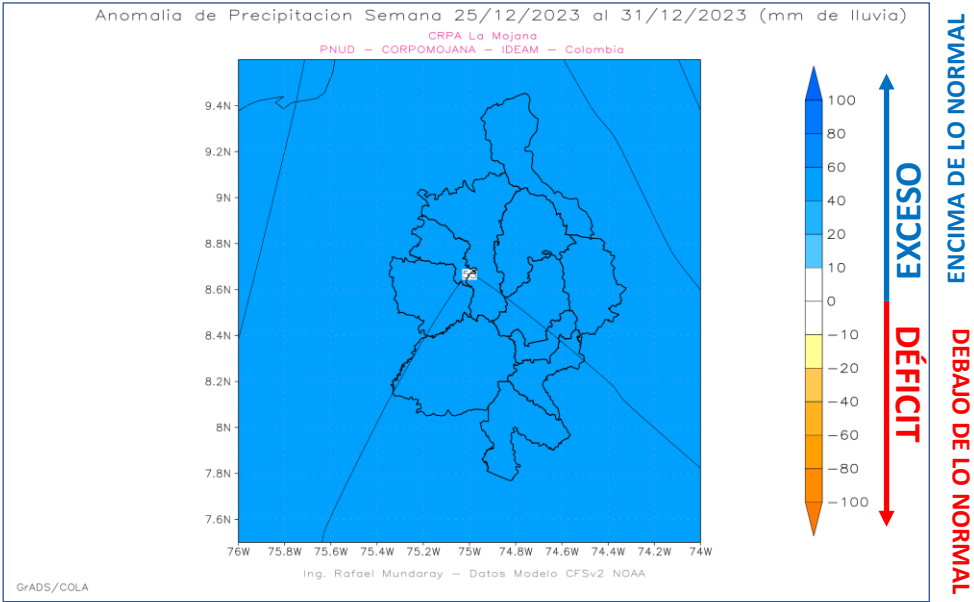 Anomalia de Precipitacion Semana 25/12/2023 al 31/12/2023 (mm de lluvia)
CRPA La Mojana
PNUD – CORPOMOJANA – IDEAM – Colombia
9.4N
9.2N
9N
8.8N
8.6N
8.4N
8.2N
8N
7.8N
7.6N
76W 75.8W 75.6W 75.4W 75.2W 75W 74.8W 74.6W 74.4W 74.2W 74W
100
80
60
40
20
10
0
−10
−20
−40
−60
−80
−100
EXCESO
DÉFICIT
ENCIMA DE LO NORMAL
DEBAJO DE LO NORMAL
Ing. Rafael Mundaray – Datos Modelo CFSv2 NOAA
GrADS/COLA